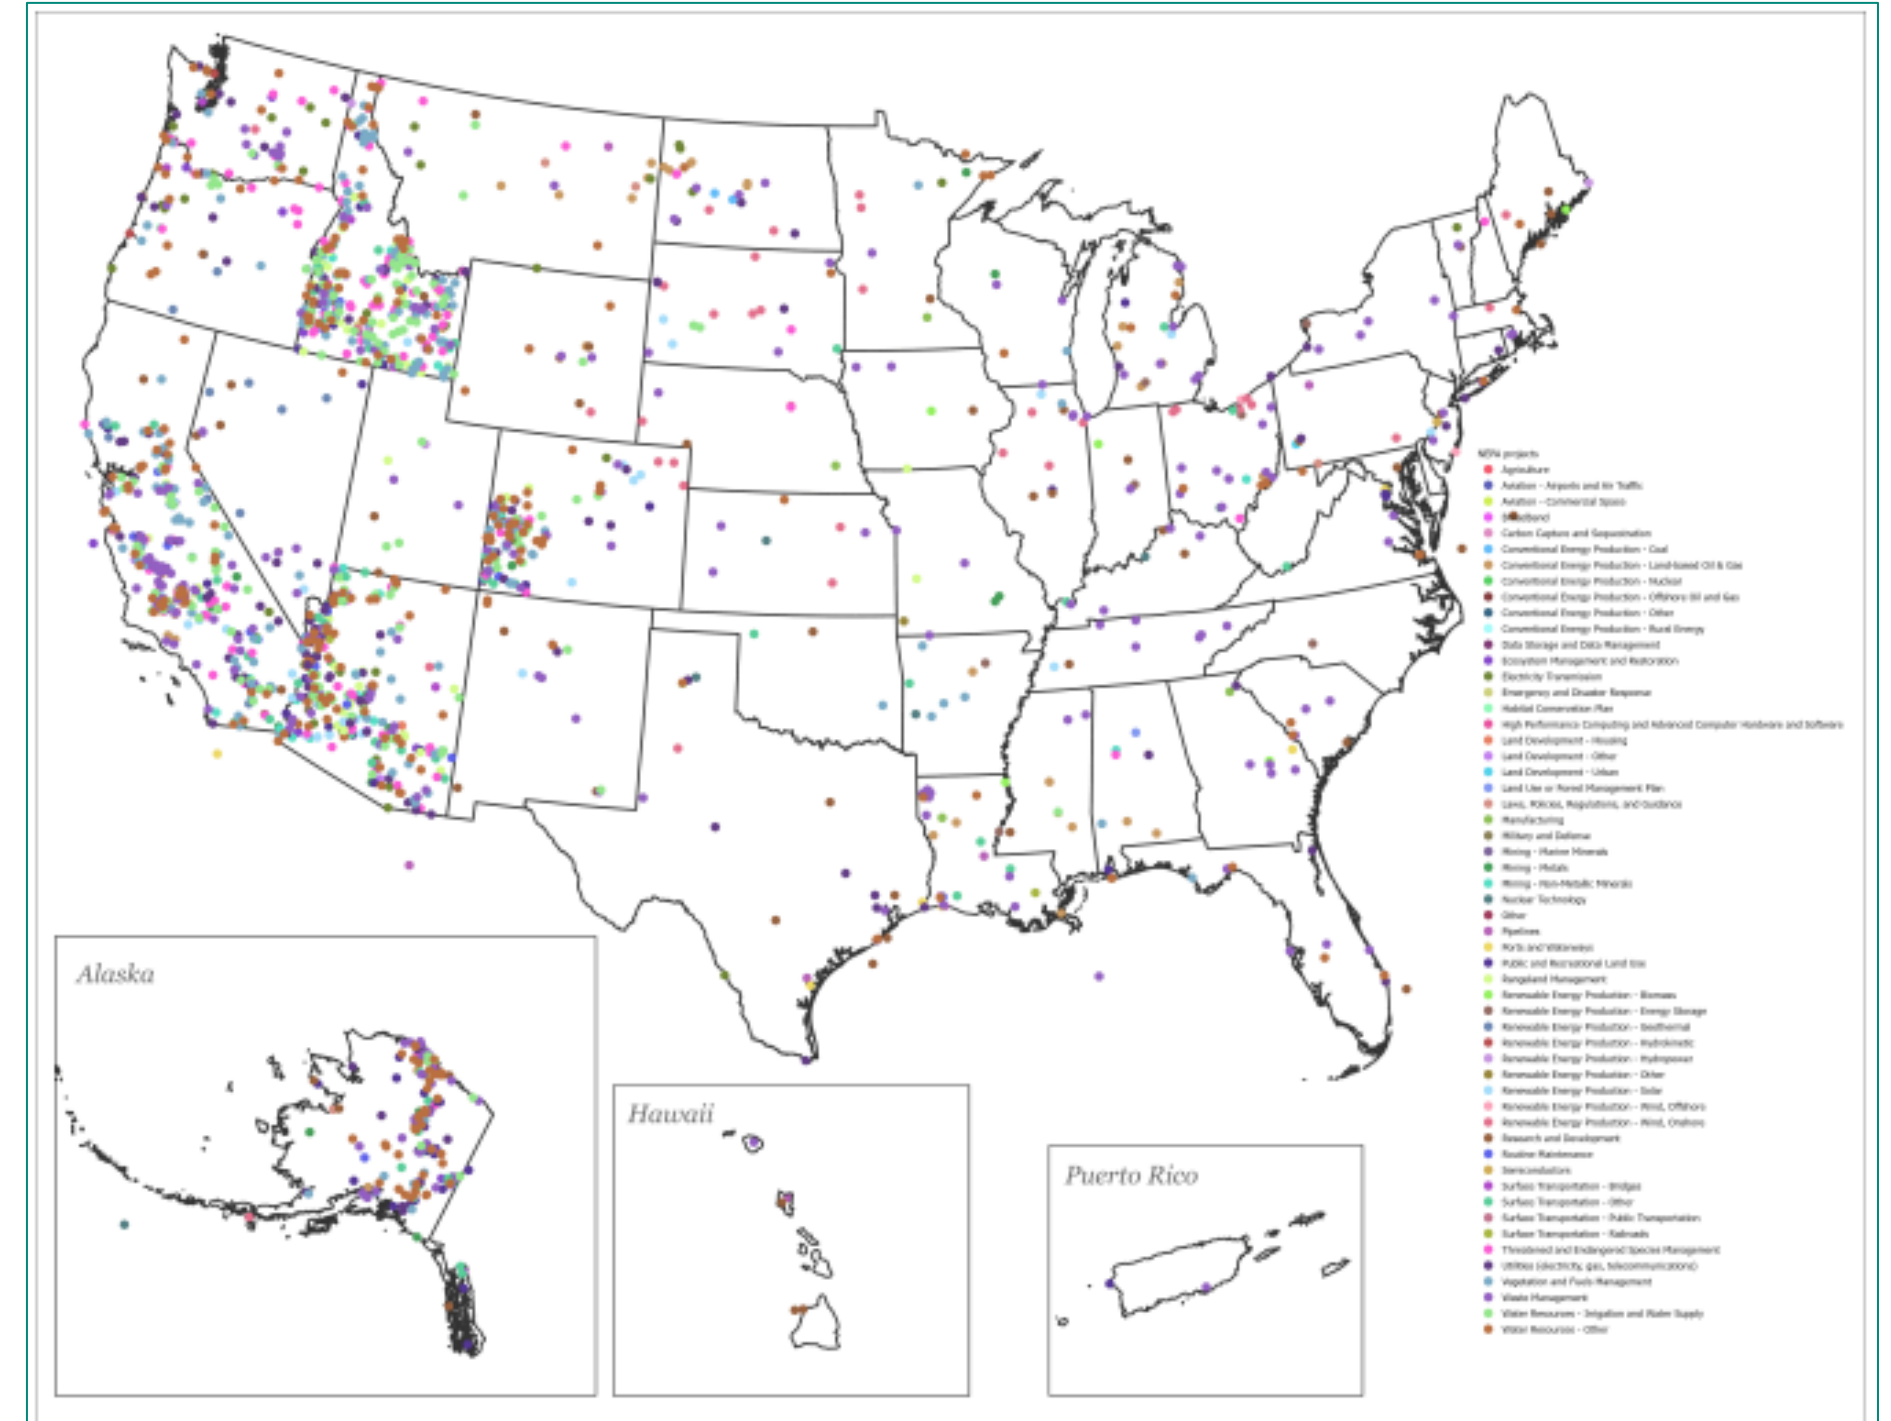 NEPA projects
Agriculture
Aviation - Airports and Air Traffic
Aviation - Commercial Space
Broadband
Carbon Capture and Sequestration
Conventional Energy Production - Coal
Conventional Energy Production - Land-based Oil & Gas
Conventional Energy Production - Nuclear
Conventional Energy Production - Offshore Oil and Gas
Conventional Energy Production - Other
Conventional Energy Production - Rural Energy
Data Storage and Data Management
Ecosystem Management and Restoration
Electricity Transmission
Emergency and Disaster Response
Habitat Conservation Plan
High Performance Computing and Advanced Computer Hardware and Software
Land Development - Housing
Land Development - Other
Land Development - Urban
Land Use or Forest Management Plan
Laws, Policies, Regulations, and Guidance
Manufacturing
Military and Defense
Mining - Marine Minerals
Mining - Metals
Mining - Non-Metallic Minerals
Nuclear Technology
Other
Pipelines
Ports and Waterways
Public and Recreational Land Use
Rangeland Management
Renewable Energy Production - Biomass
Renewable Energy Production - Energy Storage
Renewable Energy Production - Geothermal
Renewable Energy Production - Hydrokinetic
Renewable Energy Production - Hydropower
Renewable Energy Production - Other
Renewable Energy Production - Solar
Renewable Energy Production - Wind, Offshore
Renewable Energy Production - Wind, Onshore
Research and Development
Routine Maintenance
Semiconductors
Surface Transportation - Bridges
Surface Transportation - Other
Surface Transportation - Public Transportation
Surface Transportation - Railroads
Threatened and Endangered Species Management
Utilities (electricity, gas, telecommunications)
Vegetation and Fuels Management
Waste Management
Water Resources - Irrigation and Water Supply
Water Resources - Other
Alaska
Hawaii
Puerto Rico